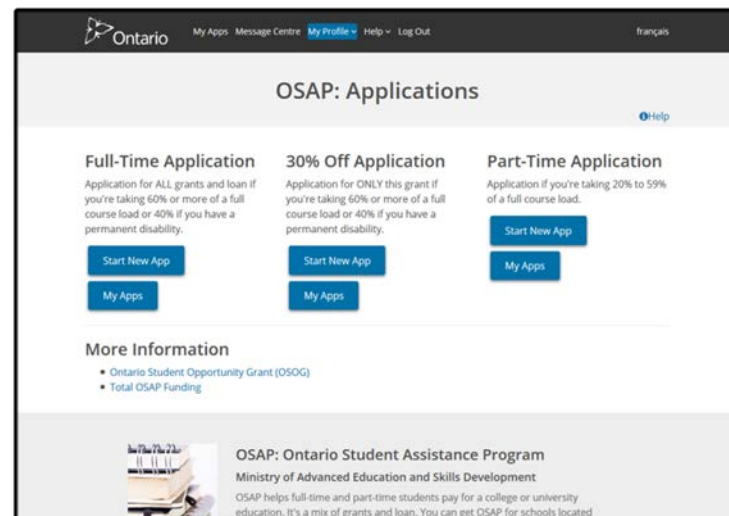 Ontario
My Apps Message Centre My Profile Help Log Out
français
OSAP: Applications
Help
Full-Time Application
Application for ALL grants and loan if
you're taking 60% or more of a full
course load or 40% if you have a
permanent disability.
Start New App
My Apps
30% Off Application
Application for ONLY this grant if
you're taking 60% or more of a full
course load or 40% if you have a
permanent disability.
Start New App
My Apps
Part-Time Application
Application if you're taking 20% to 59%
of a full course load.
Start New App
My Apps
More Information
Ontario Student Opportunity Grant (OSOG)
Total OSAP Funding
OSAP: Ontario Student Assistance Program
Ministry of Advanced Education and Skills Development
OSAP helps full-time and part-time students pay for a college or university
education. It's a mix of grants and loan. You can get OSAP for schools located